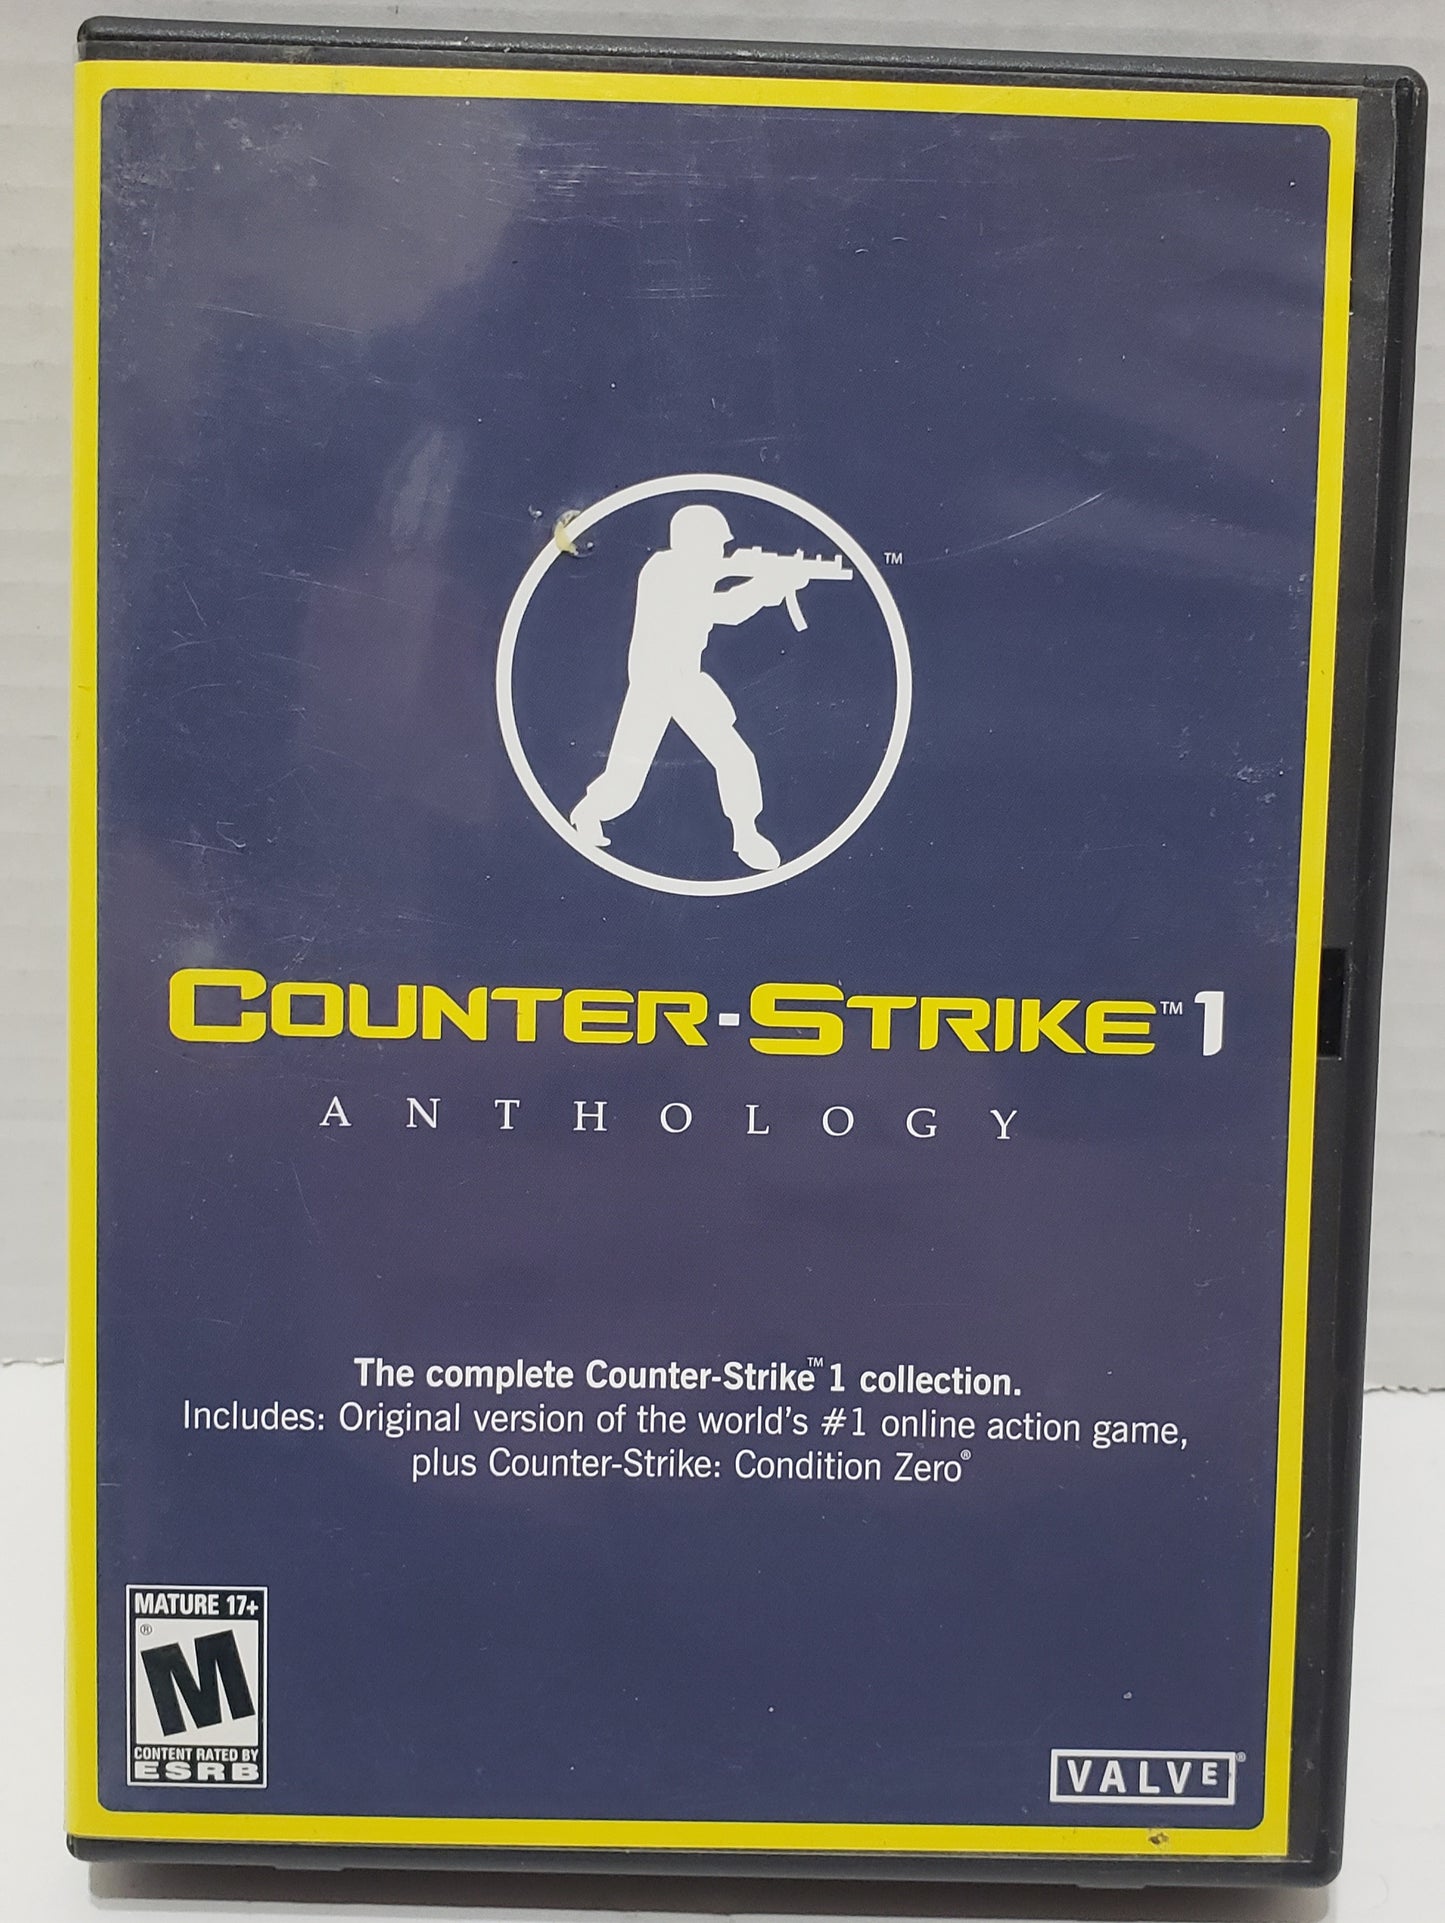 ™
COUNTER-STRIKE™ 1
ANTHOLOGY
The complete Counter-Strike™ 1 collection.
Includes: Original version of the world's #1 online action game,
plus Counter-Strike: Condition Zero®
MATURE 17+
®
M
CONTENT RATED BY
ESRB
VALVE®